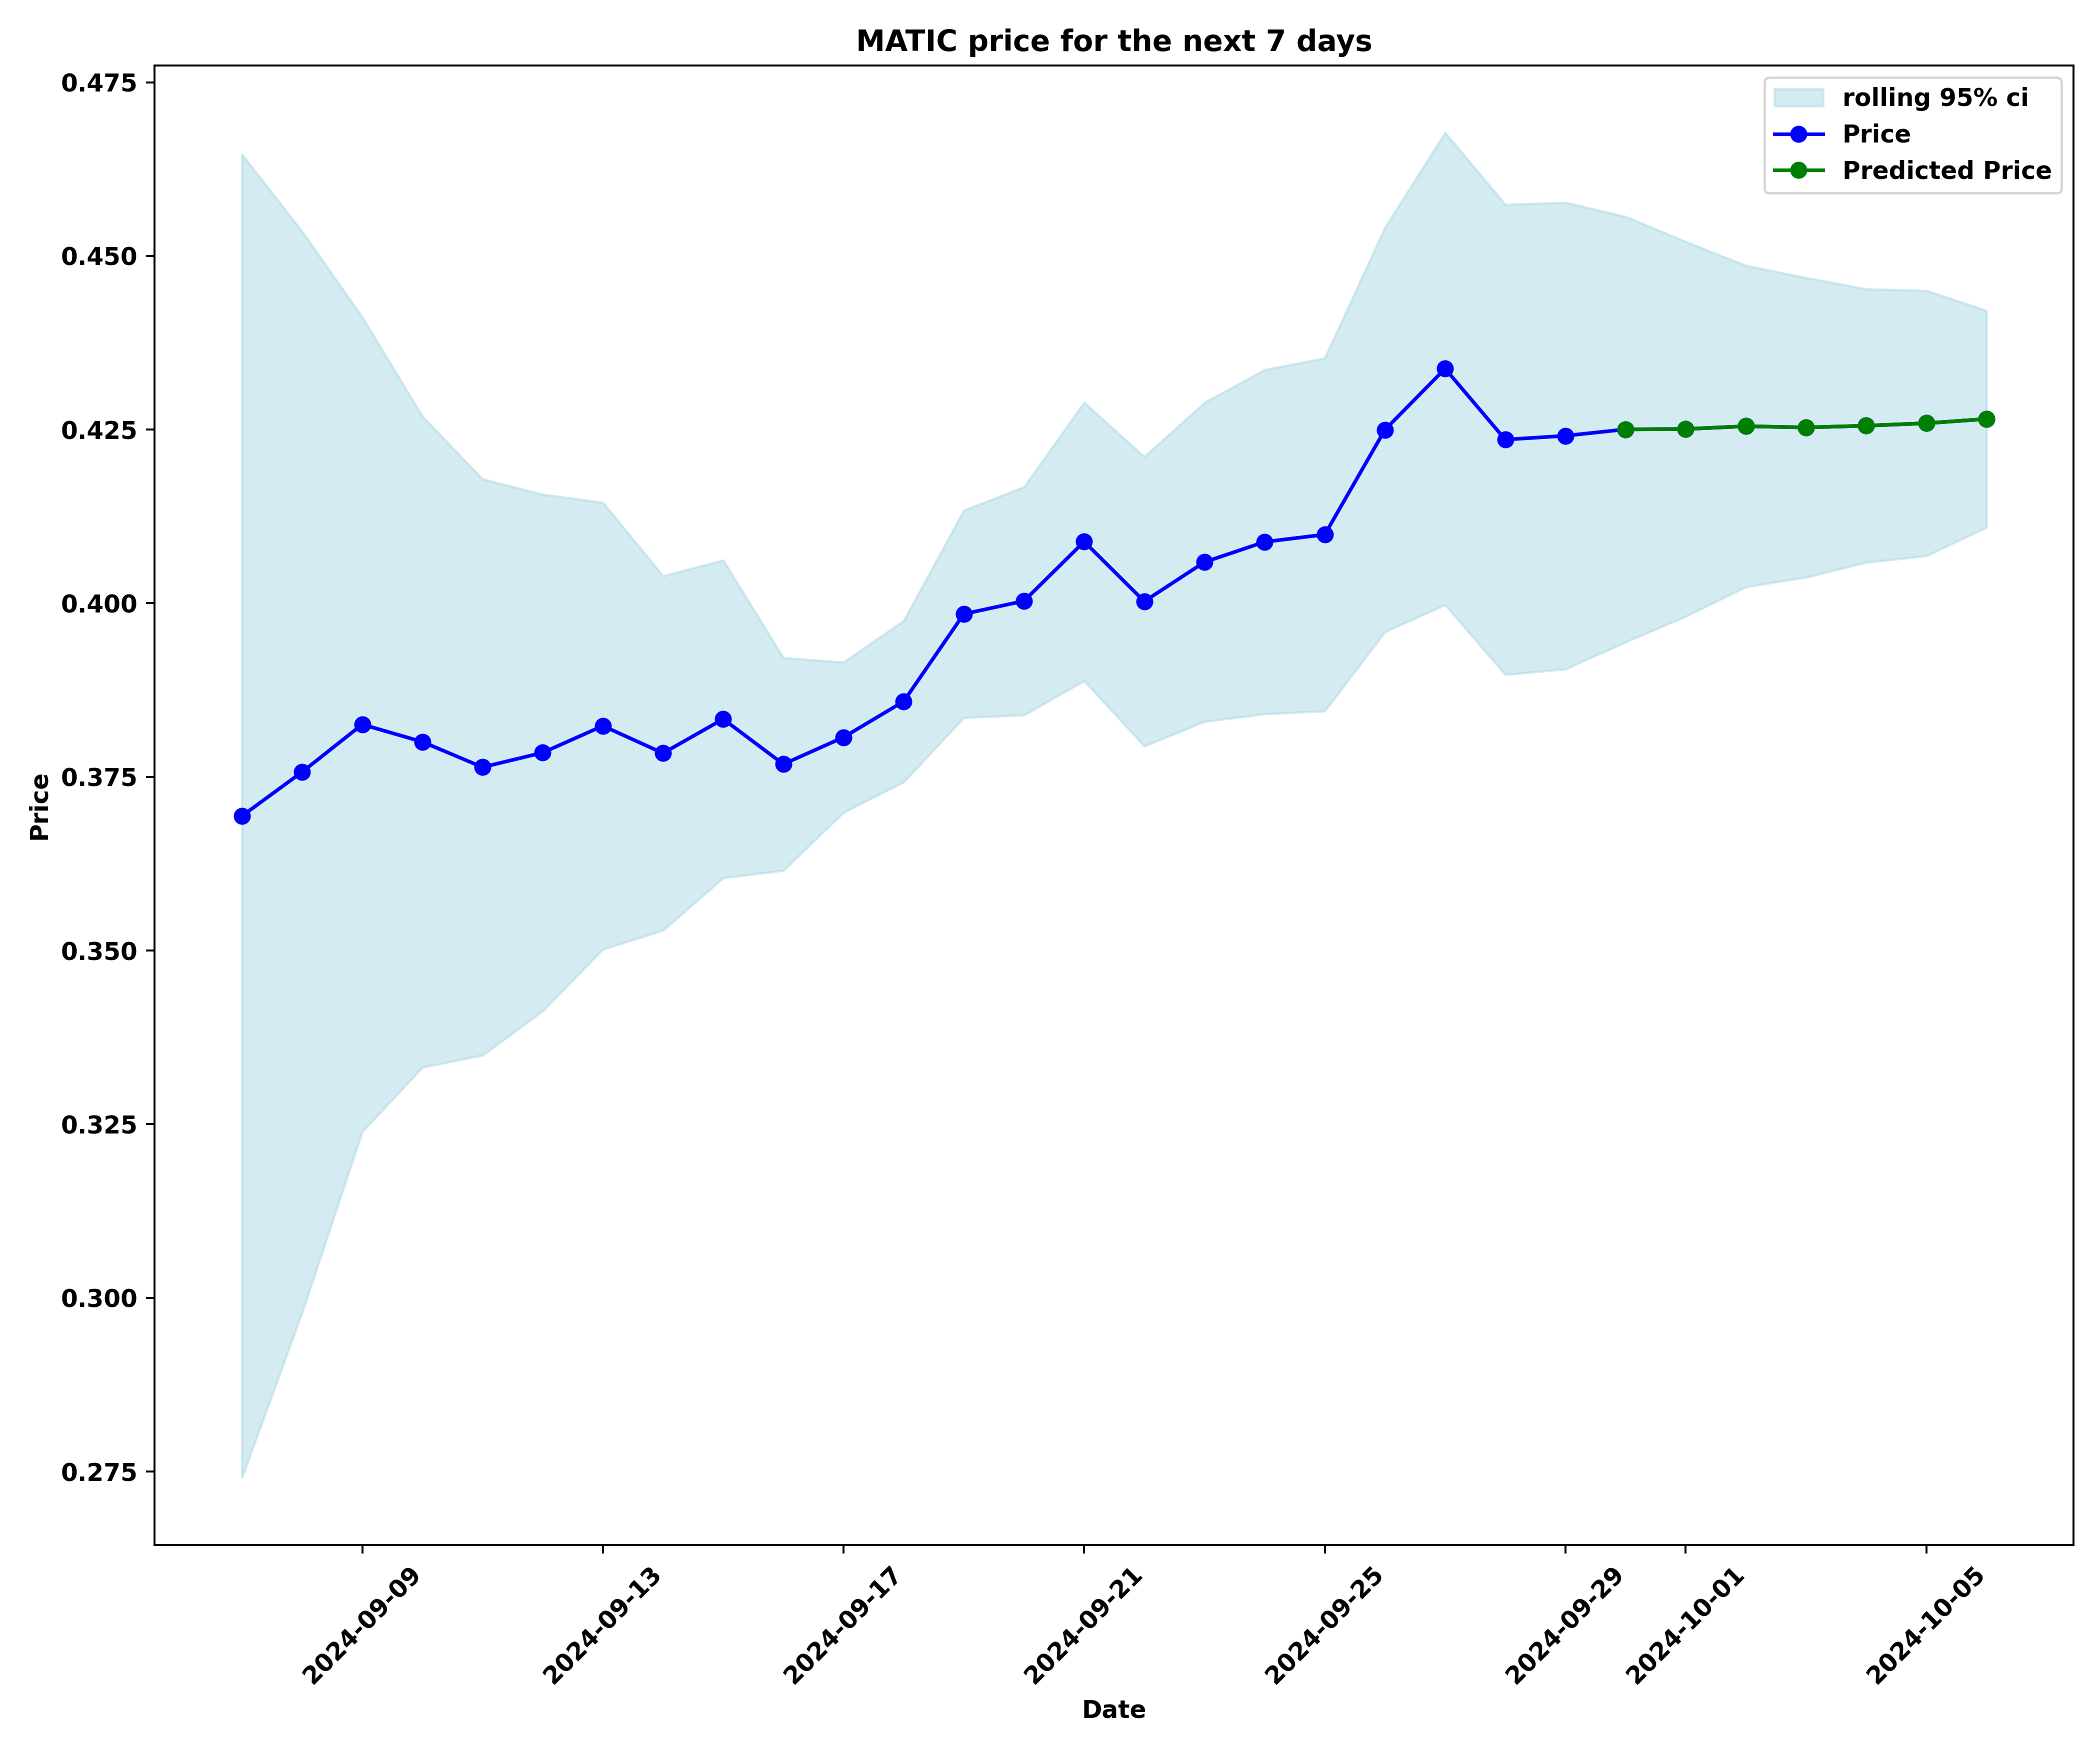 MATIC price for the next 7 days
rolling 95% ci
Price
Predicted Price
0.475
0.450
0.425
0.400
0.375
0.350
0.325
0.300
0.275
Price
2024-09-09
2024-09-13
2024-09-17
2024-09-21
2024-09-25
2024-09-29
2024-10-01
2024-10-05
Date